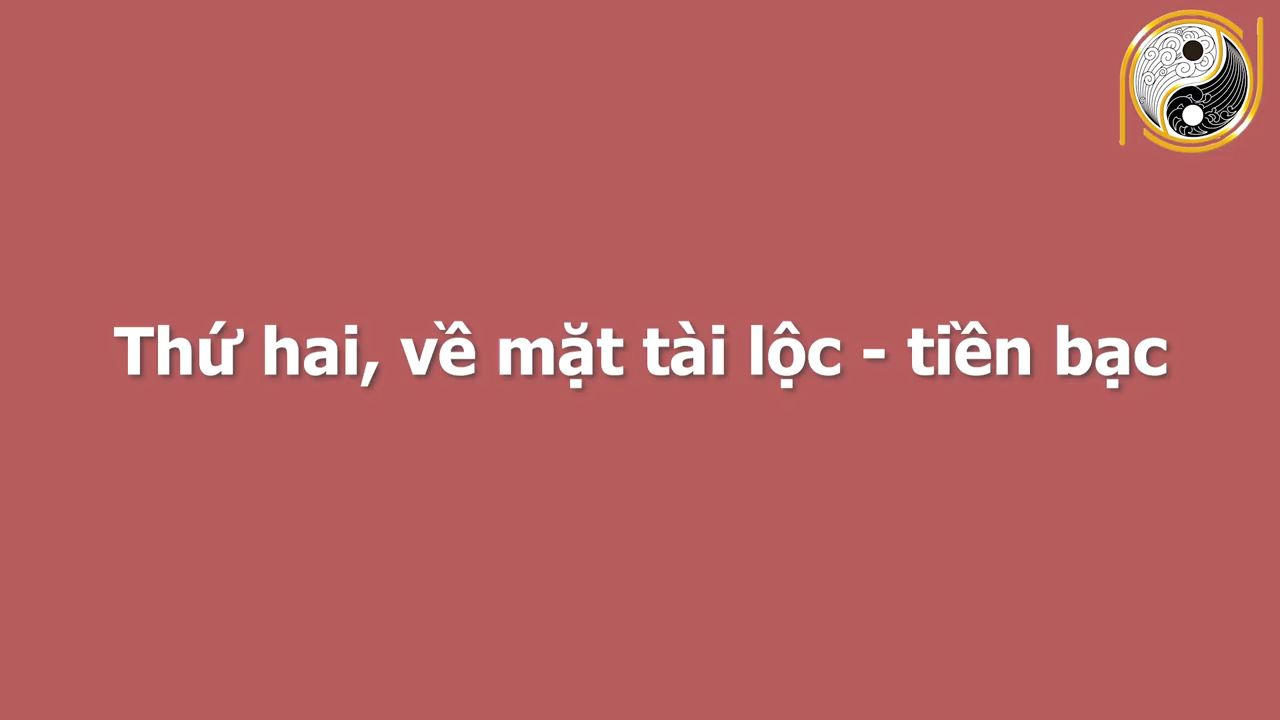 Thứ hai, về mặt tài lộc - tiền bạc